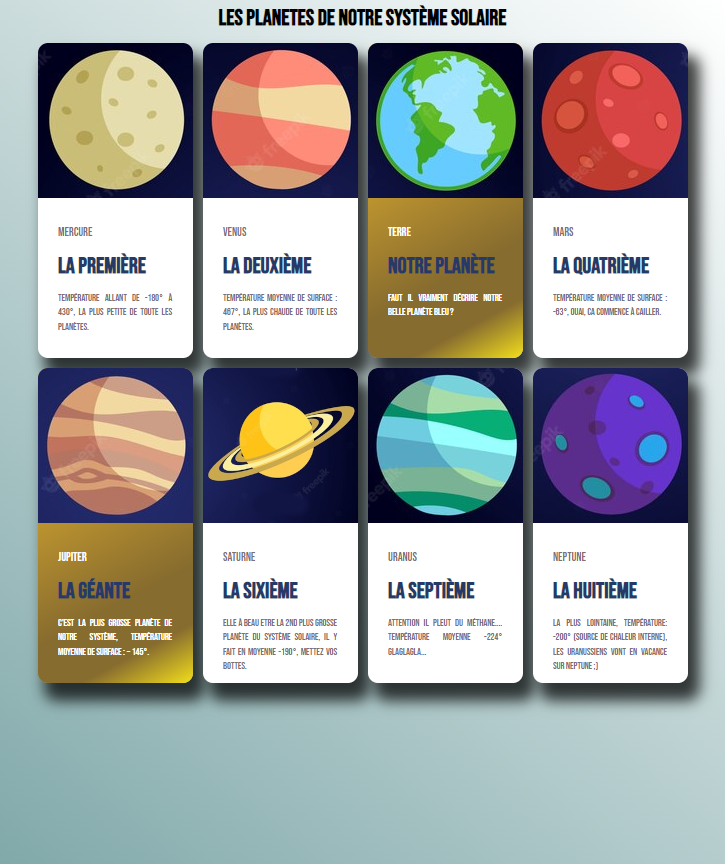 LES PLANETES DE NOTRE SYSTÈME SOLAIRE
MERCURE
LA PREMIÈRE
TEMPÉRATURE ALLANT DE -180° À
430°, LA PLUS PETITE DE TOUTE LES
PLANÈTES.
VENUS
LA DEUXIÈME
TEMPÉRATURE MOYENNE DE SURFACE :
467°, LA PLUS CHAUDE DE TOUTE LES
PLANÈTES.
TERRE
NOTRE PLANÈTE
FAUT IL VRAIMENT DÉCRIRE NOTRE
BELLE PLANÈTE BLEU ?
MARS
LA QUATRIÈME
TEMPÉRATURE MOYENNE DE SURFACE :
-63°, OUAI, CA COMMENCE À CAILLER.
JUPITER
LA GÉANTE
C'EST LA PLUS GROSSE PLANÈTE DE
NOTRE SYSTÈME, TEMPÉRATURE
MOYENNE DE SURFACE : - 145°.
SATURNE
LA SIXIÈME
ELLE À BEAU ETRE LA 2ND PLUS GROSSE
PLANÈTE DU SYSTÈME SOLAIRE, IL Y
FAIT EN MOYENNE -190°, METTEZ VOS
BOTTES.
URANUS
LA SEPTIÈME
ATTENTION IL PLEUT DU MÉTHANE....
TEMPÉRATURE MOYENNE -224°
GLAGLAGLA...
NEPTUNE
LA HUITIÈME
LA PLUS LOINTAINE, TEMPÉRATURE:
-200° (SOURCE DE CHALEUR INTERNE),
LES URANUSSIENS VONT EN VACANCE
SUR NEPTUNE ;)